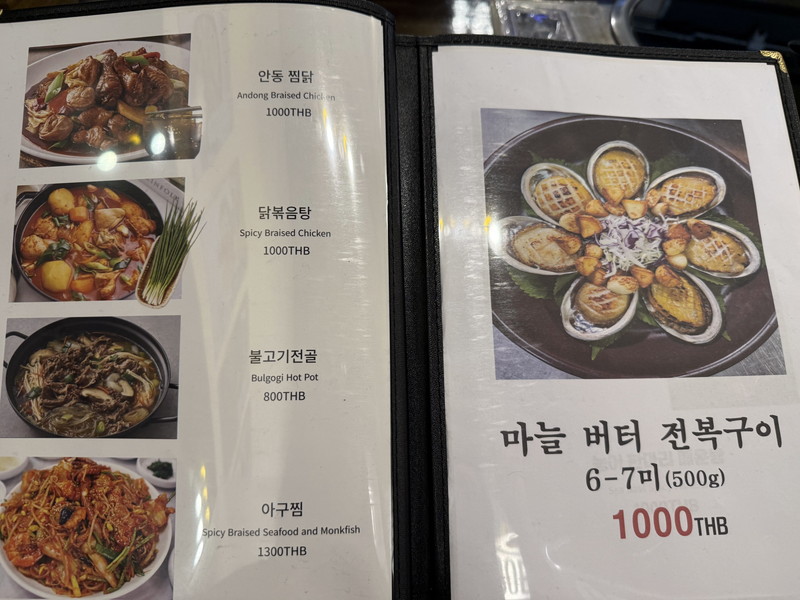 안동 찜닭
Andong Braised Chicken
1000THB
닭볶음탕
Spicy Braised Chicken
1000THB
불고기전골
Bulgogi Hot Pot
800THB
아구찜
Spicy Braised Seafood and Monkfish
1300THB
마늘 버터 전복구이
6-7미(500g)
1000THB